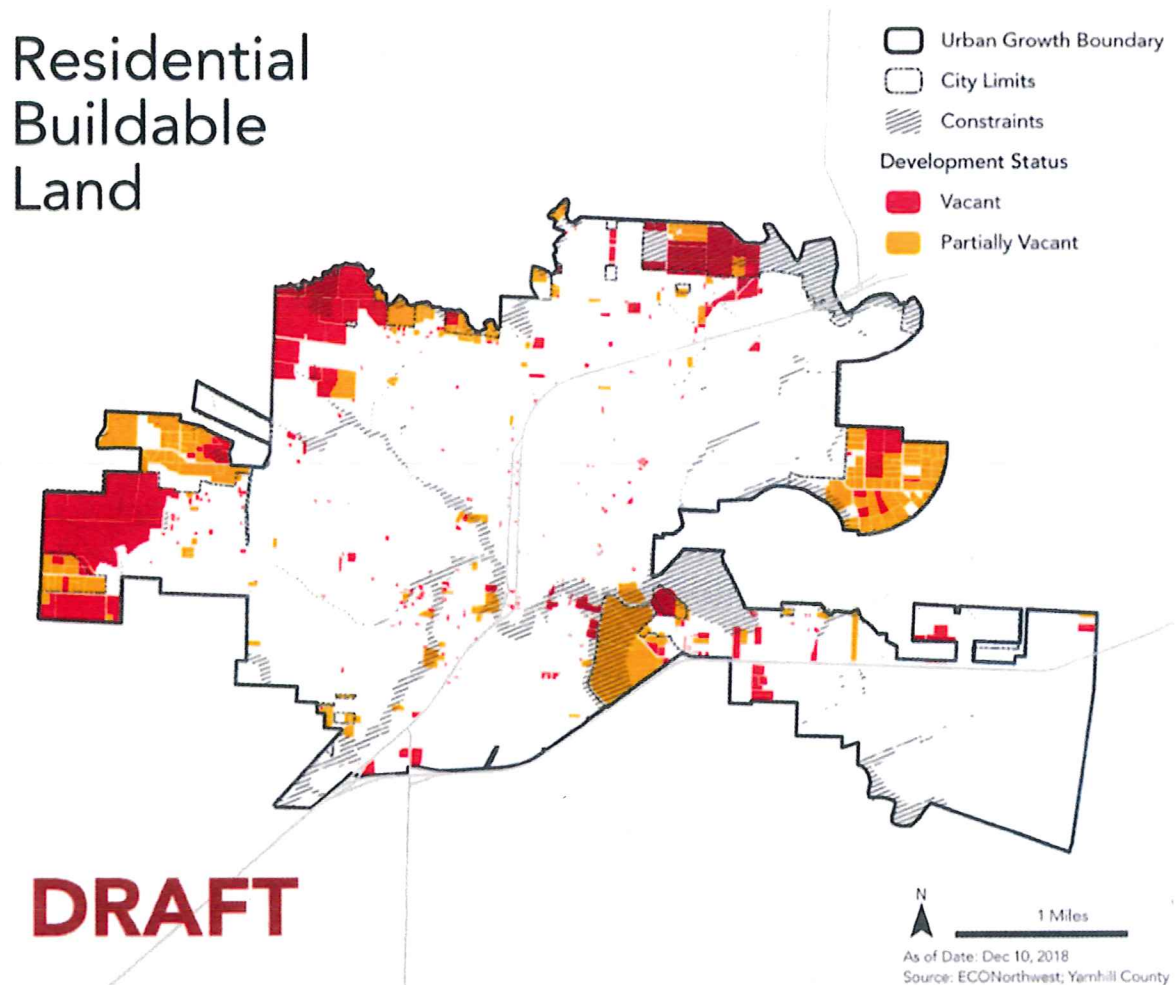 Residential
Buildable
Land
Urban Growth Boundary
City Limits
Constraints
Development Status
Vacant
Partially Vacant
DRAFT
N
1 Miles
As of Date: Dec 10, 2018
Source: ECONorthwest; Yamhill County